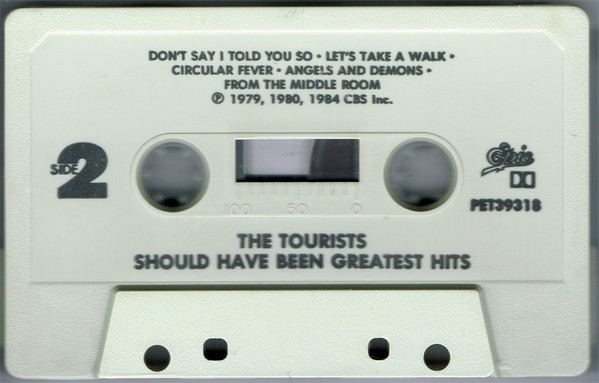 DON'T SAY I TOLD YOU SO • LET'S TAKE A WALK •
CIRCULAR FEVER • ANGELS AND DEMONS •
FROM THE MIDDLE ROOM
℗ 1979, 1980, 1984 CBS Inc.
SIDE 2
Epic
100 50 0
PET39318
THE TOURISTS
SHOULD HAVE BEEN GREATEST HITS